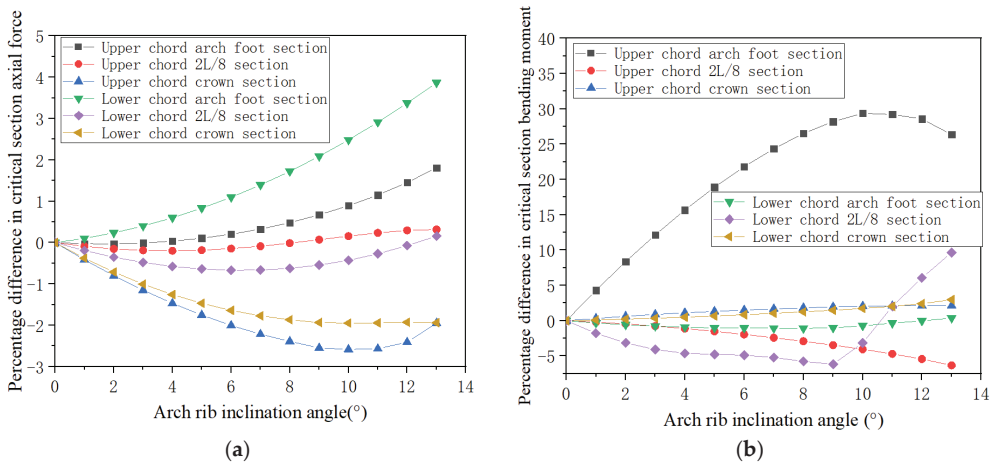 Percentage difference in critical section axial force
5
4
3
2
1
0
−1
−2
−3
Upper chord arch foot section
Upper chord 2L/8 section
Upper chord crown section
Lower chord arch foot section
Lower chord 2L/8 section
Lower chord crown section
0 2 4 6 8 10 12 14
Arch rib inclination angle(°)
(a)
Percentage difference in critical section bending moment
40
35
30
25
20
15
10
5
0
−5
Upper chord arch foot section
Upper chord 2L/8 section
Upper chord crown section
Lower chord arch foot section
Lower chord 2L/8 section
Lower chord crown section
0 2 4 6 8 10 12 14
Arch rib inclination angle (°)
(b)